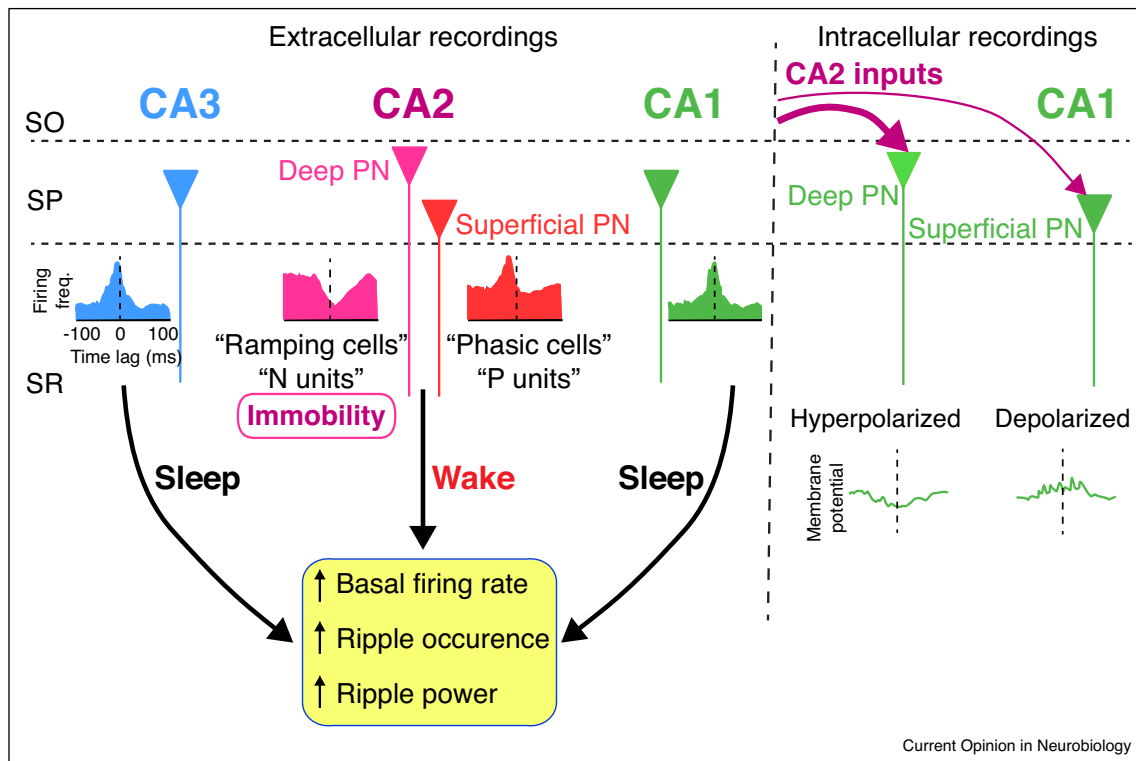 Extracellular recordings
Intracellular recordings
CA3
CA2
CA1
CA2 inputs
CA1
SO
SP
SR
Deep PN
Superficial PN
Deep PN
Superficial PN
Firing
freq.
-100 0 100
Time lag (ms)
“Ramping cells”
“N units”
Immobility
“Phasic cells”
“P units”
Sleep
Wake
Sleep
Hyperpolarized
Depolarized
Membrane
potential
↑ Basal firing rate
↑ Ripple occurence
↑ Ripple power
Current Opinion in Neurobiology